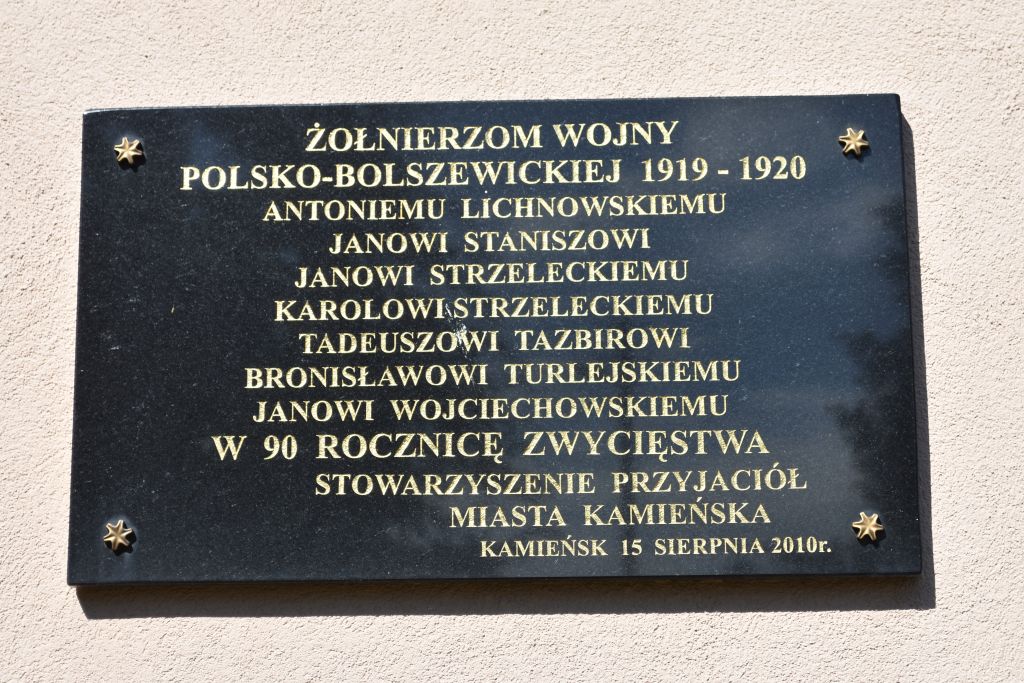 ŻOŁNIERZOM WOJNY
POLSKO-BOLSZEWICKIEJ 1919 - 1920
ANTONIEMU LICHNOWSKIEMU
JANOWI STANISZOWI
JANOWI STRZELECKIEMU
KAROLOWI STRZELECKIEMU
TADEUSZOWI TAZBIROWI
BRONISŁAWOWI TURLEJSKIEMU
JANOWI WOJCIECHOWSKIEMU
W 90 ROCZNICĘ ZWYCIĘSTWA
STOWARZYSZENIE PRZYJACIÓŁ
MIASTA KAMIEŃSKA
KAMIEŃSK 15 SIERPNIA 2010r.